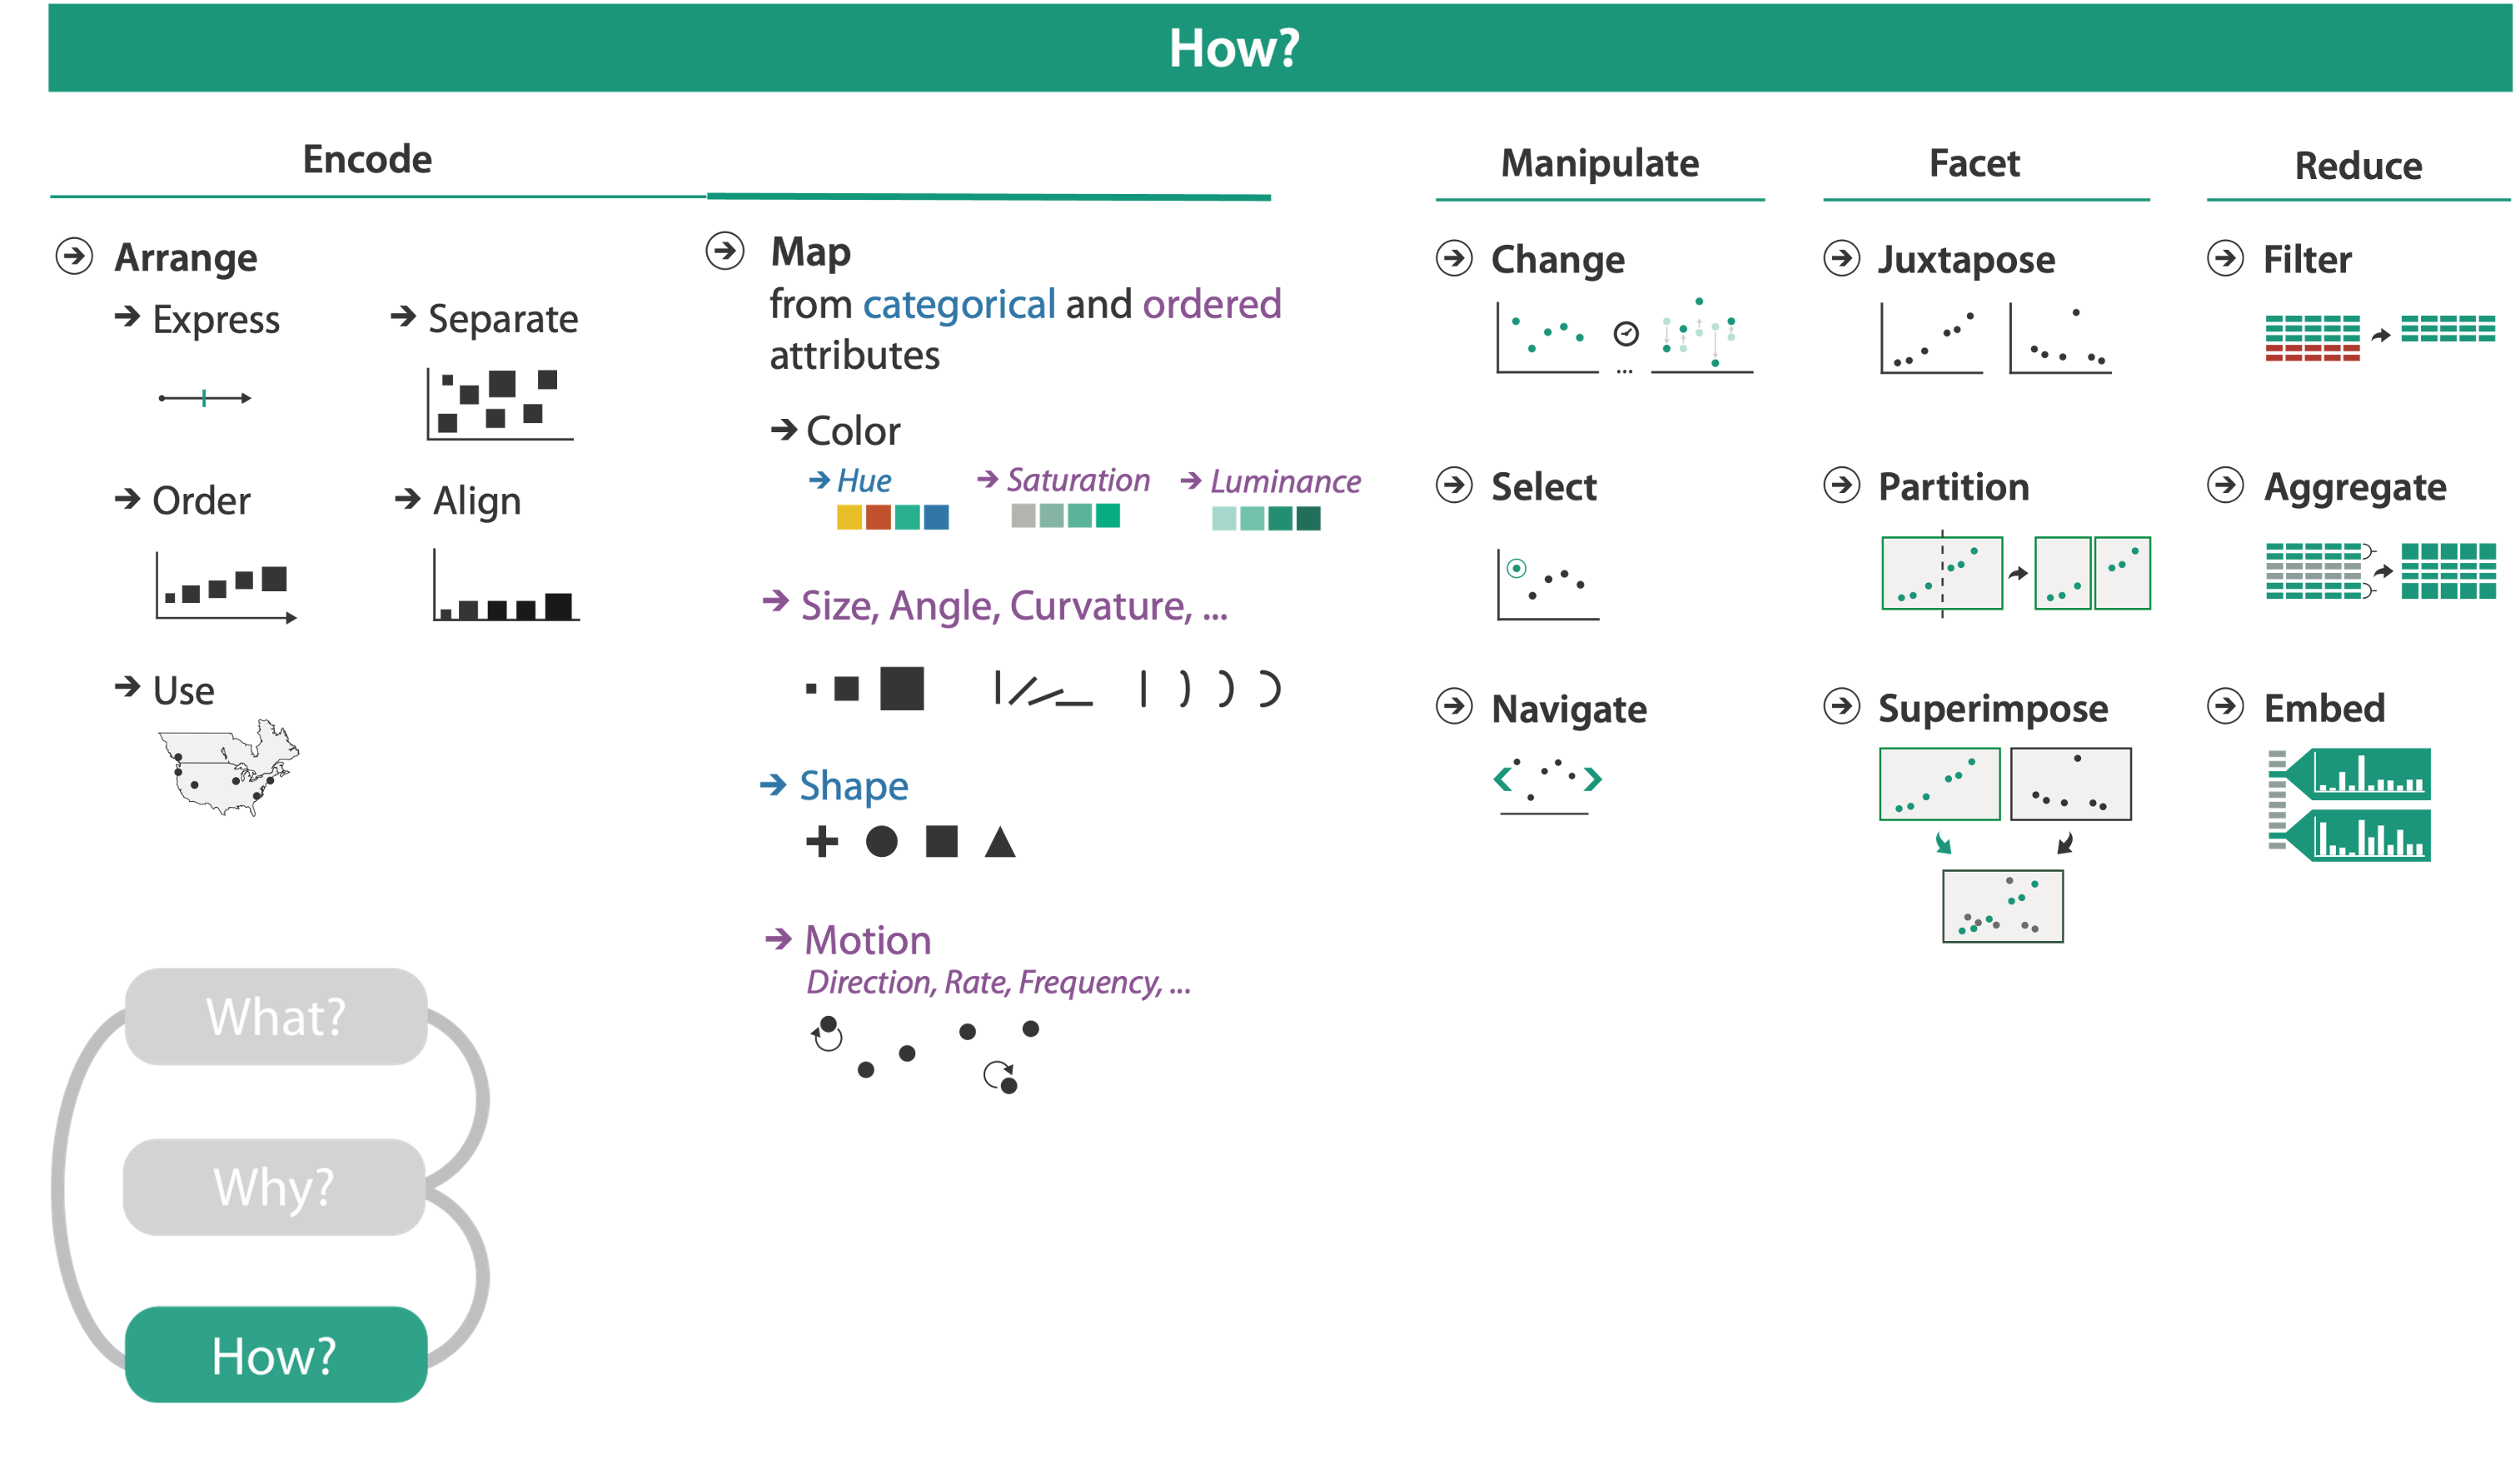 How?
Encode
Arrange
Express
Separate
Order
Align
Use
Map
from categorical and ordered
attributes
Color
Hue
Saturation
Luminance
Size, Angle, Curvature, ...
Shape
Motion
Direction, Rate, Frequency, ...
Manipulate
Change
...
Select
Navigate
Facet
Juxtapose
Partition
Superimpose
Reduce
Filter
Aggregate
Embed
What?
Why?
How?